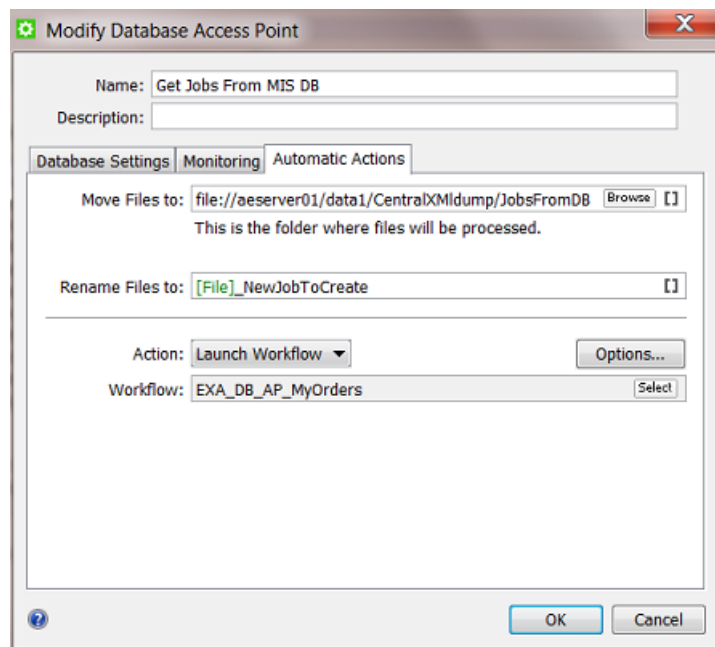 Modify Database Access Point
Name: Get Jobs From MIS DB
Description:
Database Settings Monitoring Automatic Actions
Move Files to: file://aeserver01/data1/CentralXMldump/JobsFromDB Browse []
This is the folder where files will be processed.
Rename Files to: [File]_NewJobToCreate []
Action: Launch Workflow Options...
Workflow: EXA_DB_AP_MyOrders Select
? OK Cancel